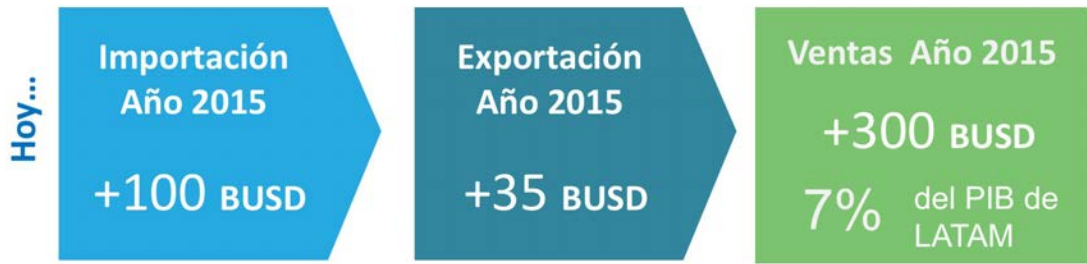 Hoy...
Importación
Año 2015
+100 BUSD
Exportación
Año 2015
+35 BUSD
Ventas Año 2015
+300 BUSD
7% del PIB de
LATAM